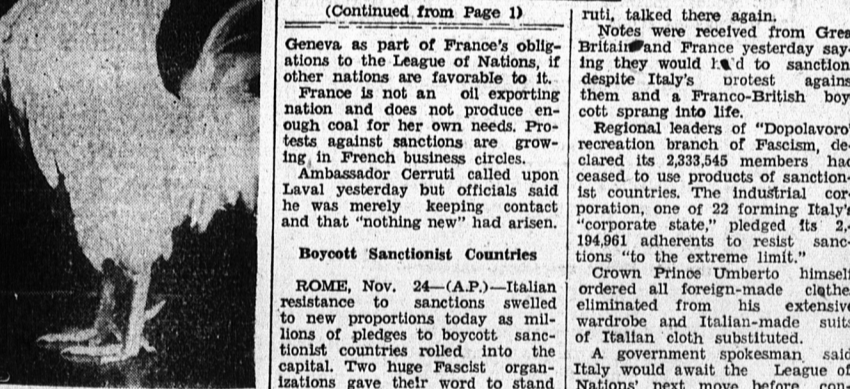 (Continued from Page 1)
Geneva as part of France's oblig-
ations to the League of Nations, if
other nations are favorable to it.
France is not an oil exporting
nation and does not produce en-
ough coal for her own needs. Pro-
tests against sanctions are grow-
ing in French business circles.
Ambassador Cerruti called upon
Laval yesterday but officials said
he was merely keeping contact
and that "nothing new" had arisen.
Boycott Sanctionist Countries
ROME, Nov. 24—(A.P.)—Italian
resistance to sanctions swelled
to new proportions today as mil-
lions of pledges to boycott sanc-
tionist countries rolled into the
capital. Two huge Fascist organ-
izations gave their word to stand
ruti, talked there again.
Notes were received from Grea
Britain and France yesterday say-
ing they would to sanction
despite Italy's protest agains
them and a Franco-British boy
cott sprang into life.
Regional leaders of "Dopolavoro"
recreation branch of Fascism, de-
clared its 2,333,545 members had
ceased to use products of sanction-
ist countries. The industrial cor-
poration, one of 22 forming Italy's
"corporate state," pledged its 2,-
194,961 adherents to resist sanc-
tions "to the extreme limit."
Crown Prince Umberto himself
ordered all foreign-made clothe
eliminated from his extensive
wardrobe and Italian-made suits
of Italian cloth substituted.
A government spokesman said
Italy would await the League of
Nations' next move before